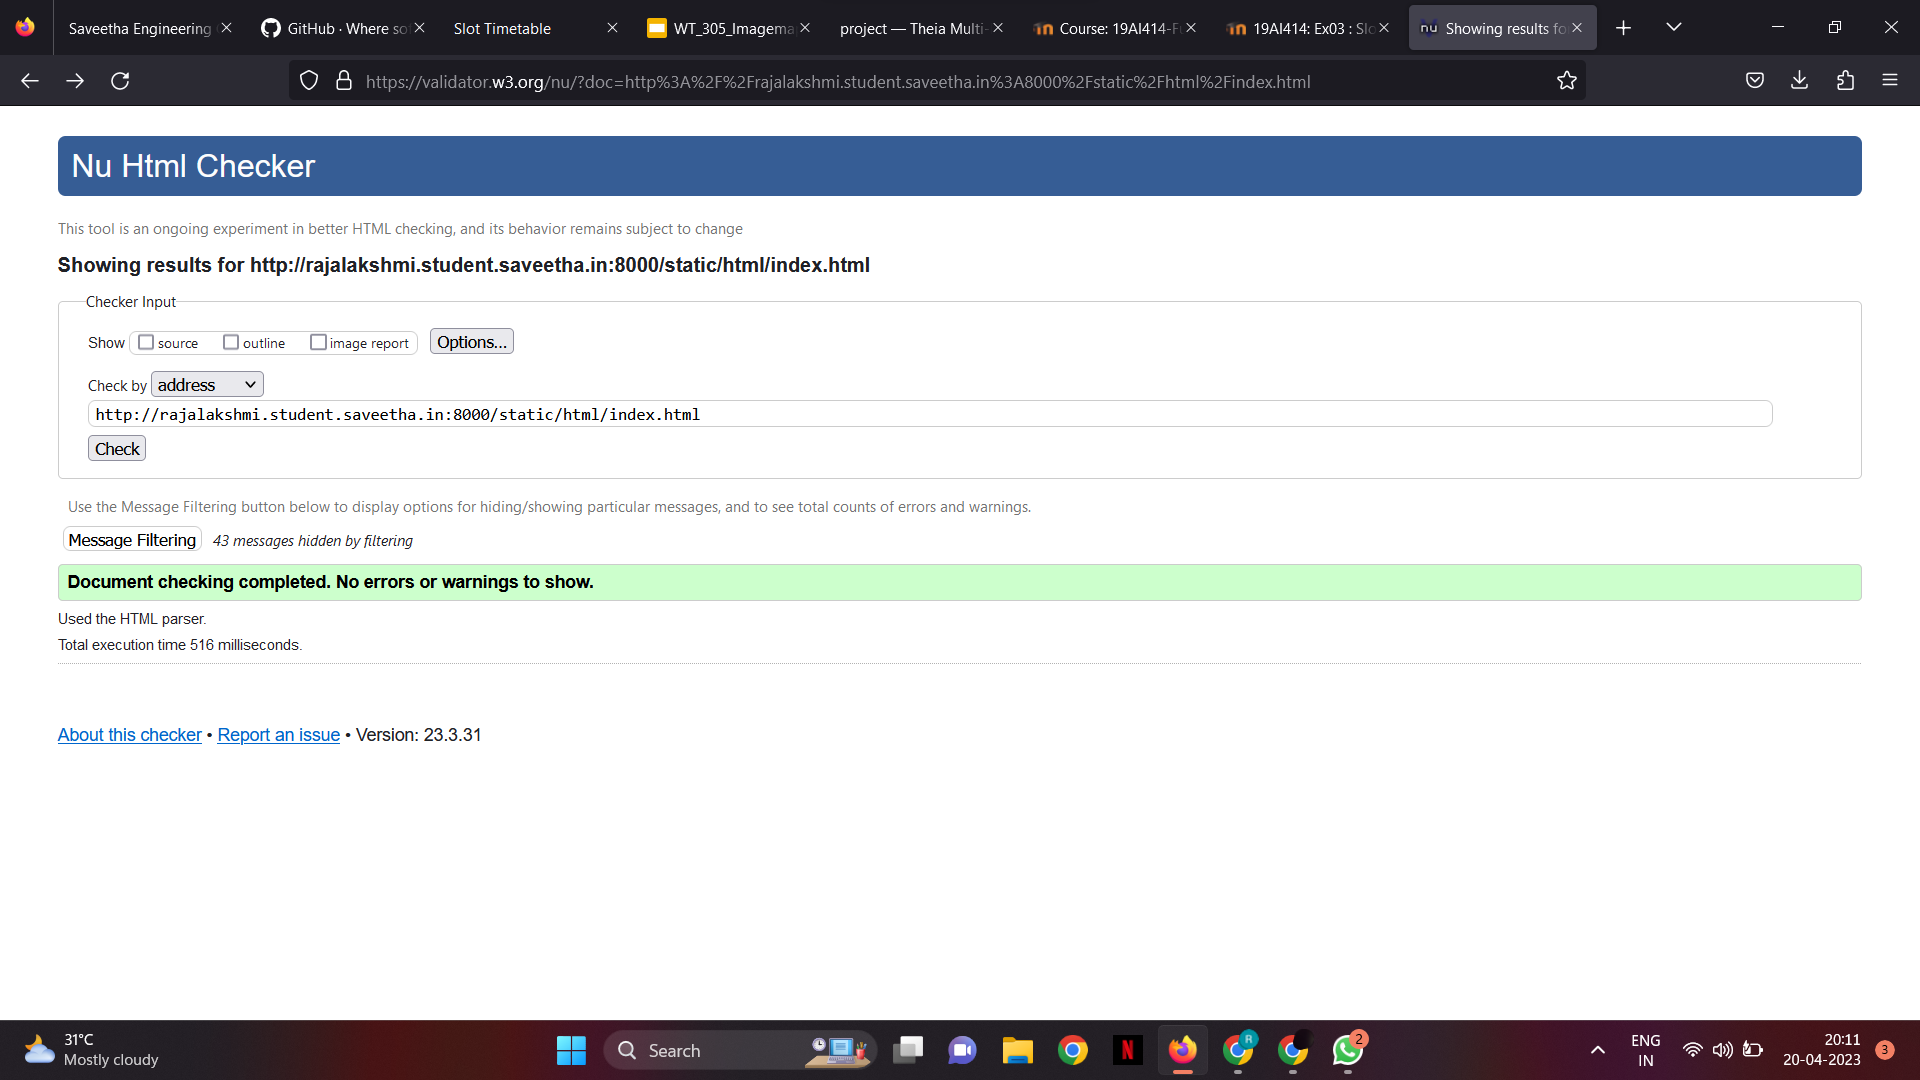 Saveetha Engineering
GitHub · Where so
Slot Timetable
WT_305_Imagema
project — Theia Multi-
Course: 19AI414-Fu
19AI414: Ex03 : Slo
nu Showing results fo
https://validator.w3.org/nu/?doc=http%3A%2F%2Frajalakshmi.student.saveetha.in%3A8000%2Fstatic%2Fhtml%2Findex.html
Nu Html Checker
This tool is an ongoing experiment in better HTML checking, and its behavior remains subject to change
Showing results for http://rajalakshmi.student.saveetha.in:8000/static/html/index.html
Checker Input
Show source outline image report Options...
Check by address
http://rajalakshmi.student.saveetha.in:8000/static/html/index.html
Check
Use the Message Filtering button below to display options for hiding/showing particular messages, and to see total counts of errors and warnings.
Message Filtering 43 messages hidden by filtering
Document checking completed. No errors or warnings to show.
Used the HTML parser.
Total execution time 516 milliseconds.
About this checker • Report an issue • Version: 23.3.31
31°C
Mostly cloudy
Search
N
R
2
ENG
IN
20:11
20-04-2023
3